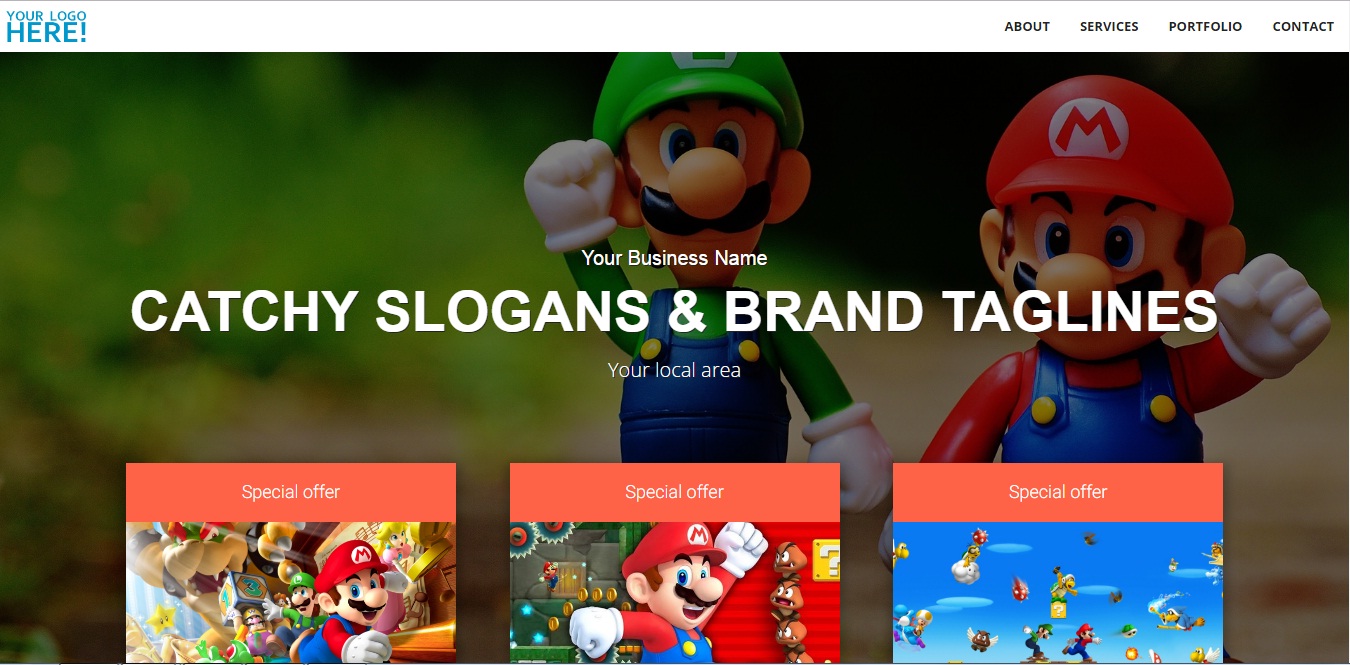 YOUR LOGO
HERE!
ABOUT SERVICES PORTFOLIO CONTACT
M
Your Business Name
CATCHY SLOGANS & BRAND TAGLINES
Your local area
Special offer Special offer Special offer
M
M
?
?